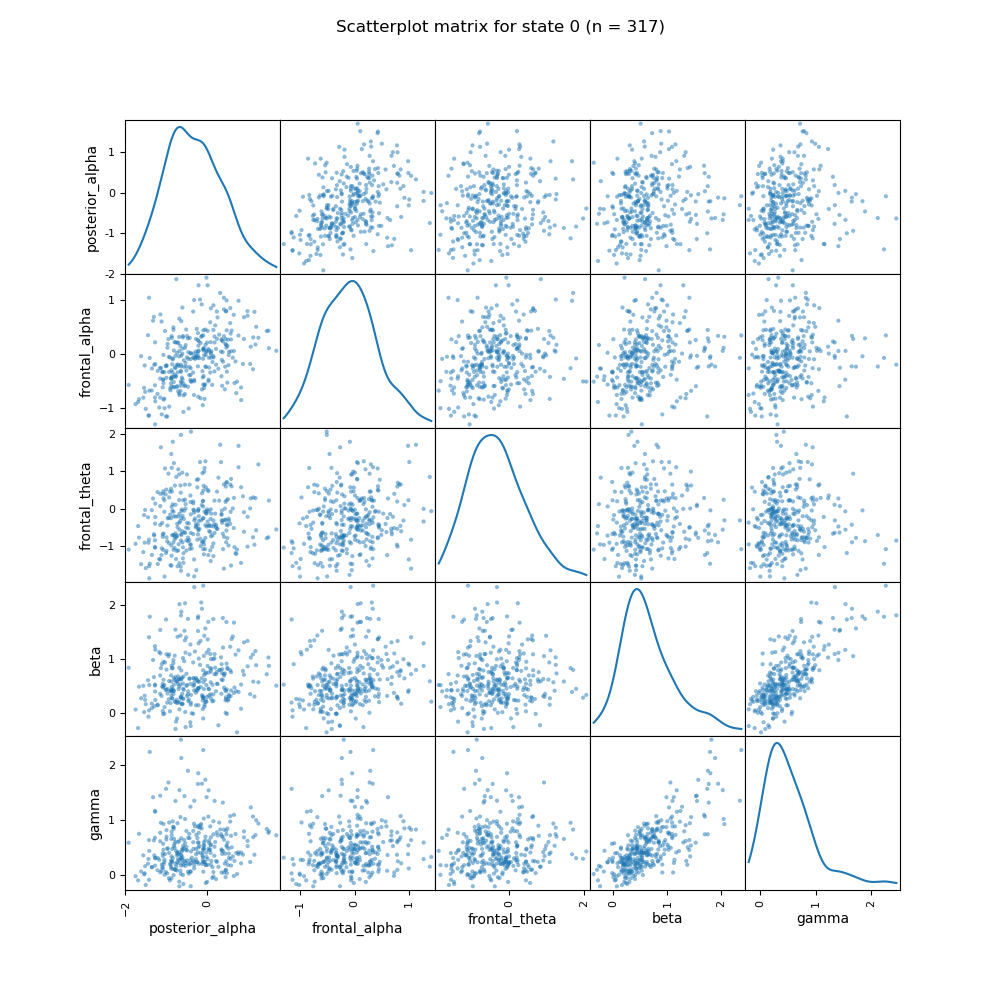 Scatterplot matrix for state 0 (n = 317)
posterior_alpha
1
0
-1
-2
frontal_alpha
1
0
−1
frontal_theta
2
1
0
−1
beta
2
1
0
gamma
2
1
0
−2
0
−1
0
1
0
2
0
1
2
0
1
2
posterior_alpha
frontal_alpha
frontal_theta
beta
gamma